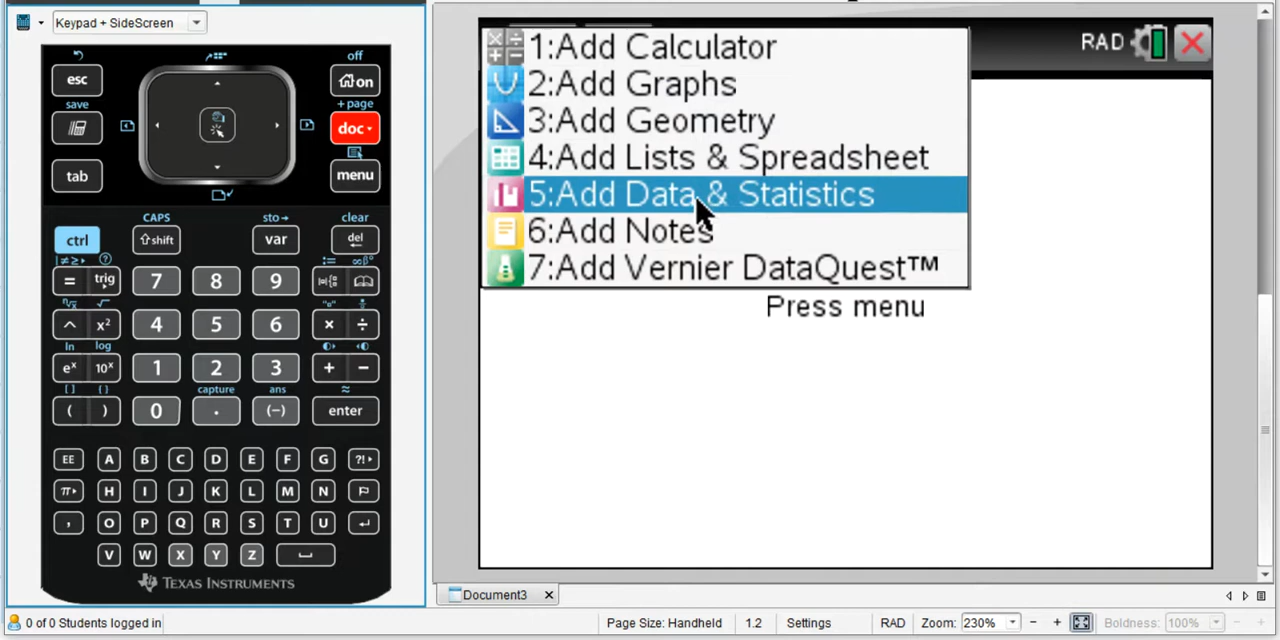 Keypad + SideScreen
off
esc
on
save
+ page
doc
tab
menu
CAPS
sto→
clear
ctrl
⇧shift
var
del
|≠≥▸
:=
∞β°
=
trig
7
8
9
^
x²
4
5
6
×
÷
ln
log
eˣ
10ˣ
1
2
3
+
−
[ ]
{ }
capture
ans
≈
(
)
0
.
(−)
enter
EE
A
B
C
D
E
F
G
?!▸
π▸
H
I
J
K
L
M
N
,
O
P
Q
R
S
T
U
V
W
X
Y
Z
TEXAS INSTRUMENTS
0 of 0 Students logged in
RAD
1:Add Calculator
2:Add Graphs
3:Add Geometry
4:Add Lists & Spreadsheet
5:Add Data & Statistics
6:Add Notes
7:Add Vernier DataQuest™
Press menu
Document3
Page Size: Handheld
1.2
Settings
RAD
Zoom: 230%
Boldness: 100%